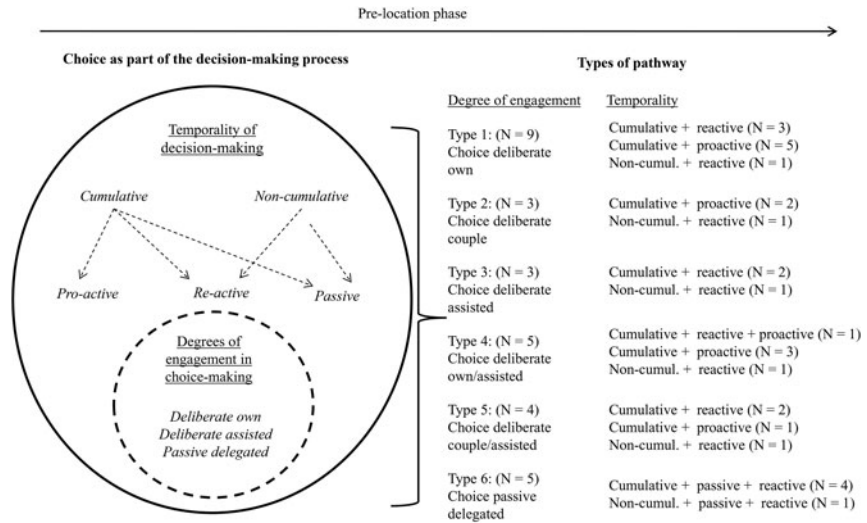 Pre-location phase
Choice as part of the decision-making process
Temporality of
decision-making
Cumulative
Non-cumulative
Pro-active
Re-active
Passive
Degrees of
engagement in
choice-making
Deliberate own
Deliberate assisted
Passive delegated
Types of pathway
Degree of engagement
Temporality
Type 1: (N = 9)
Choice deliberate
own
Cumulative + reactive (N = 3)
Cumulative + proactive (N = 5)
Non-cumul. + reactive (N = 1)
Type 2: (N = 3)
Choice deliberate
couple
Cumulative + proactive (N = 2)
Non-cumul. + reactive (N = 1)
Type 3: (N = 3)
Choice deliberate
assisted
Cumulative + reactive (N = 2)
Non-cumul. + reactive (N = 1)
Type 4: (N = 5)
Choice deliberate
own/assisted
Cumulative + reactive + proactive (N = 1)
Cumulative + proactive (N = 3)
Non-cumul. + reactive (N = 1)
Type 5: (N = 4)
Choice deliberate
couple/assisted
Cumulative + reactive (N = 2)
Cumulative + proactive (N = 1)
Non-cumul. + reactive (N = 1)
Type 6: (N = 5)
Choice passive
delegated
Cumulative + passive + reactive (N = 4)
Non-cumul. + passive + reactive (N = 1)